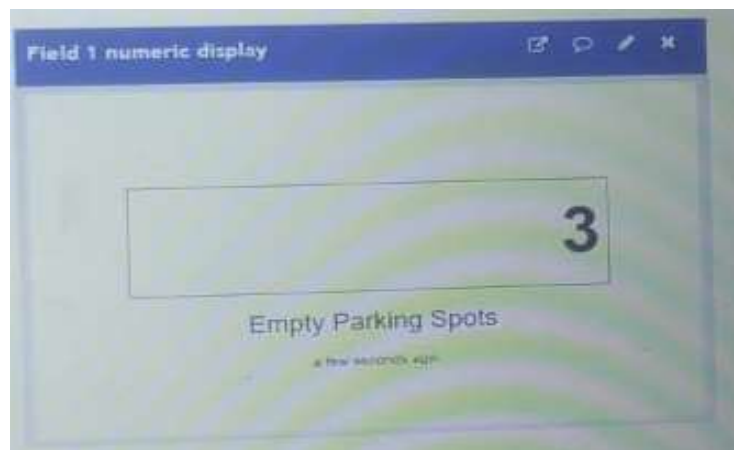 Field 1 numeric display
3
Empty Parking Spots
a few seconds ago